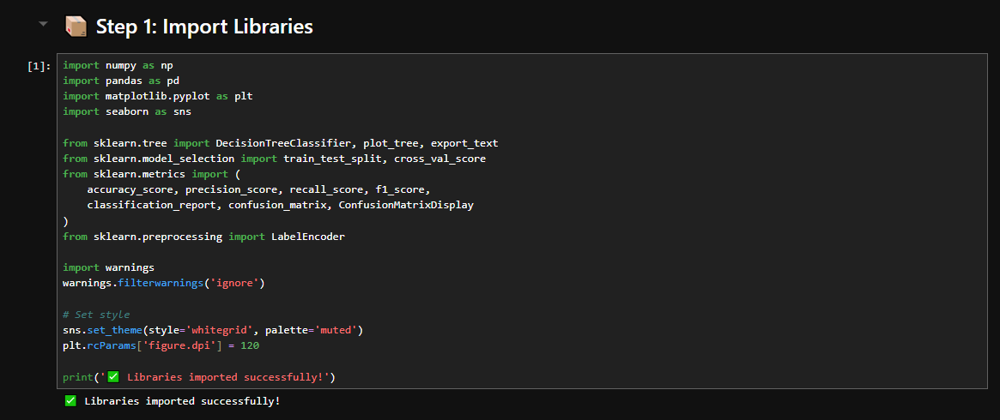 📦 Step 1: Import Libraries
[1]:
import numpy as np
import pandas as pd
import matplotlib.pyplot as plt
import seaborn as sns
from sklearn.tree import DecisionTreeClassifier, plot_tree, export_text
from sklearn.model_selection import train_test_split, cross_val_score
from sklearn.metrics import (
    accuracy_score, precision_score, recall_score, f1_score,
    classification_report, confusion_matrix, ConfusionMatrixDisplay
)
from sklearn.preprocessing import LabelEncoder
import warnings
warnings.filterwarnings('ignore')
# Set style
sns.set_theme(style='whitegrid', palette='muted')
plt.rcParams['figure.dpi'] = 120
print('✅ Libraries imported successfully!')
✅ Libraries imported successfully!